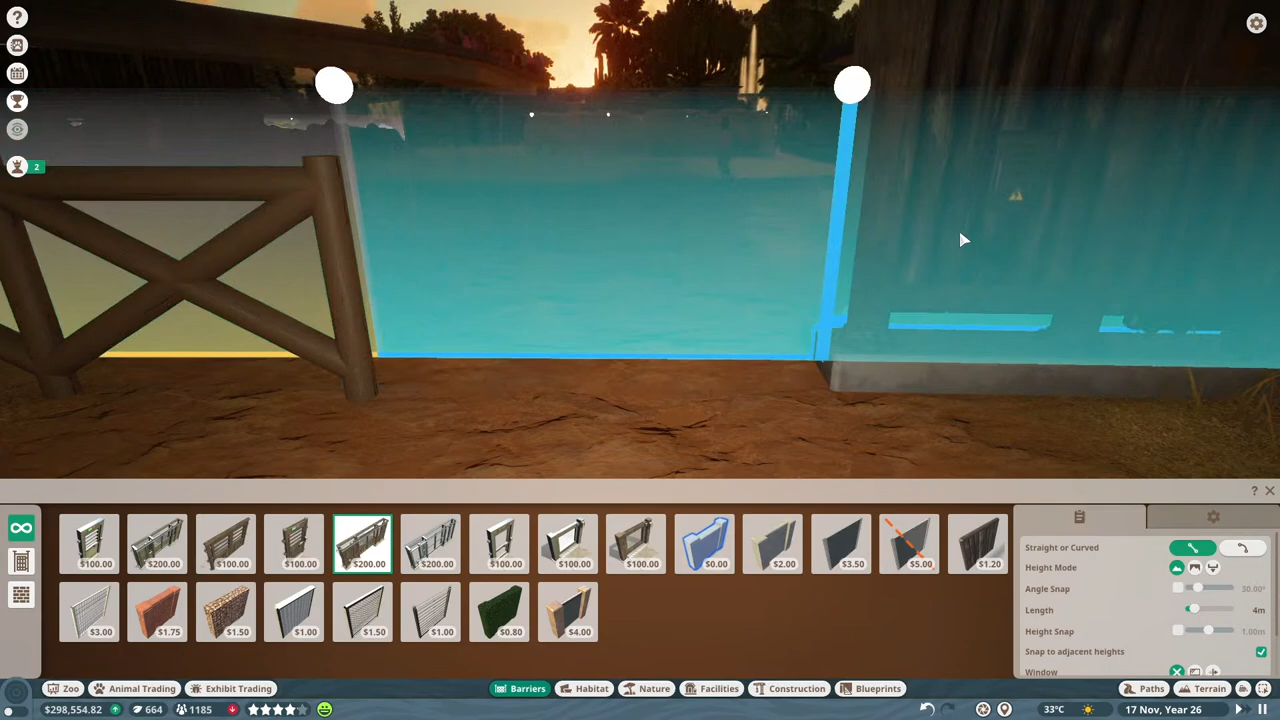 ?
2
? ×
$100.00 $200.00 $100.00 $100.00 $200.00 $200.00 $100.00 $100.00 $100.00 $0.00 $2.00 $3.50 $5.00 $1.20
$3.00 $1.75 $1.50 $1.00 $1.50 $1.00 $0.80 $4.00
Straight or Curved
Height Mode
Angle Snap 30.00°
Length 4m
Height Snap 1.00m
Snap to adjacent heights
Window
Zoo Animal Trading Exhibit Trading Barriers Habitat Nature Facilities Construction Blueprints Paths Terrain
$298,554.82 664 1185 33°C 17 Nov, Year 26